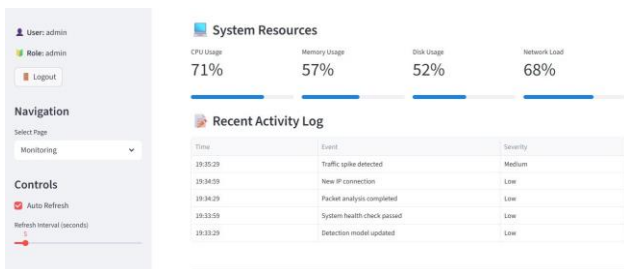 User: admin
Role: admin
Logout
Navigation
Select Page
Monitoring
Controls
Auto Refresh
Refresh Interval (seconds)
5
System Resources
CPU Usage Memory Usage Disk Usage Network Load
71% 57% 52% 68%
Recent Activity Log
Time Event Severity
19:35:29 Traffic spike detected Medium
19:34:59 New IP connection Low
19:34:29 Packet analysis completed Low
19:33:59 System health check passed Low
19:33:29 Detection model updated Low